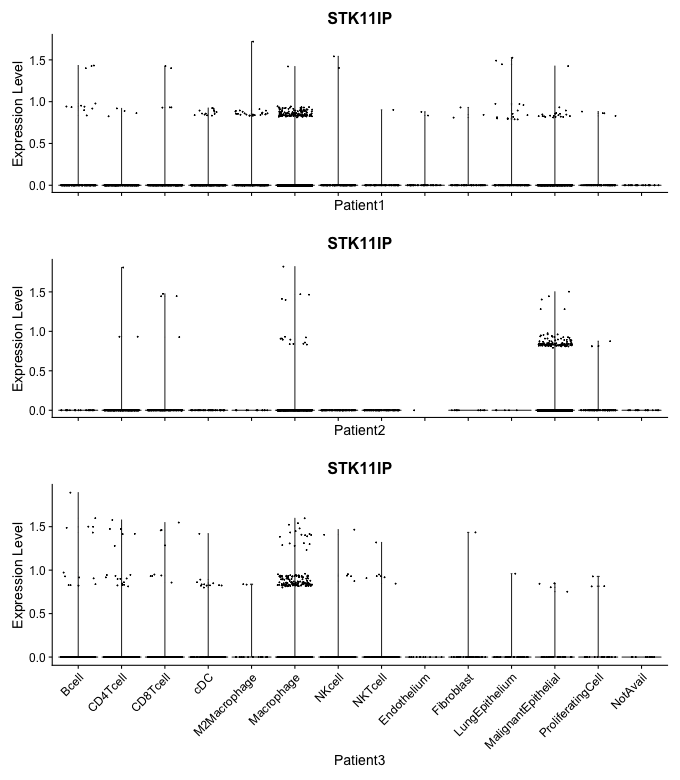 STK11IP
Expression Level
1.5
1.0
0.5
0.0
Patient1
STK11IP
Expression Level
1.5
1.0
0.5
0.0
Patient2
STK11IP
Expression Level
1.5
1.0
0.5
0.0
Bcell
CD4Tcell
CD8Tcell
cDC
M2Macrophage
Macrophage
NKcell
NKTcell
Endothelium
Fibroblast
LungEpithelium
MalignantEpithelial
ProliferatingCell
NotAvail
Patient3